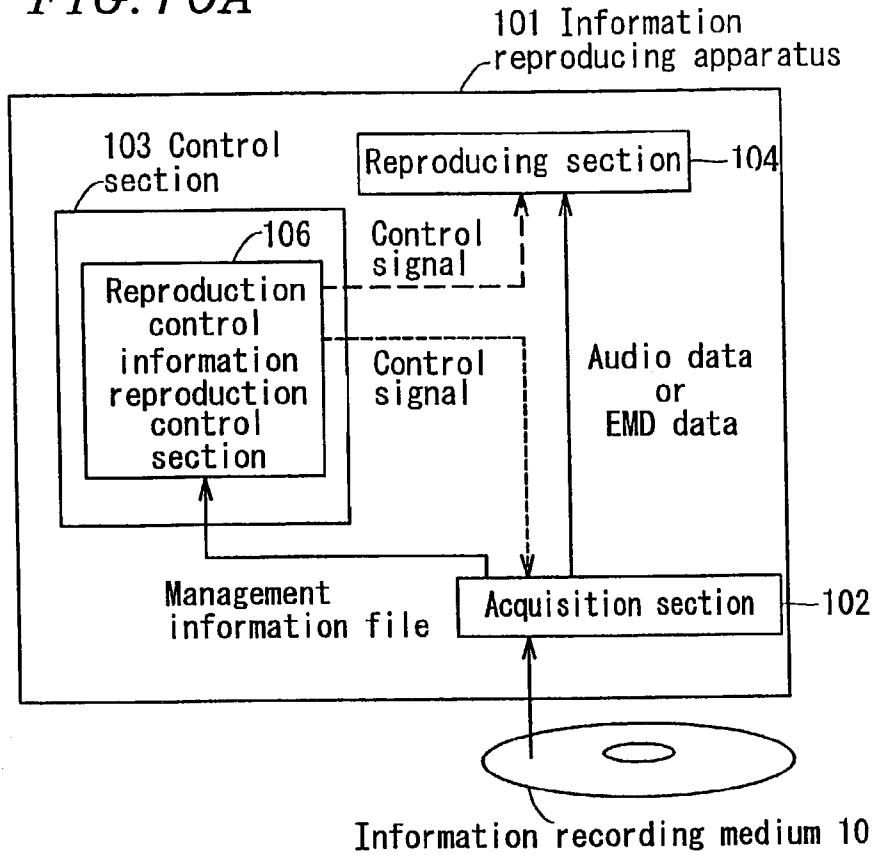 FIG. 70A
101 Information
reproducing apparatus
103 Control
section
Reproducing section
104
106
Control
signal
Reproduction
control
information
reproduction
control
section
Control
signal
Audio data
or
EMD data
Management
information file
Acquisition section
102
Information recording medium 10